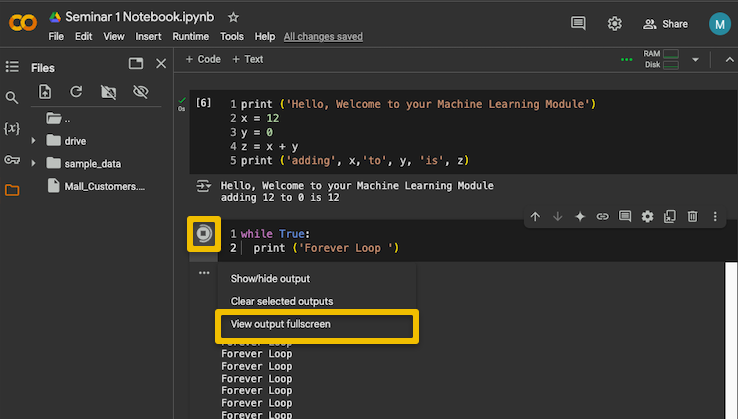 Seminar 1 Notebook.ipynb
File Edit View Insert Runtime Tools Help All changes saved
Share
M
Files
+ Code + Text
RAM
Disk
..
drive
sample_data
Mall_Customers....
[6]
0s
1 print ('Hello, Welcome to your Machine Learning Module')
2 x = 12
3 y = 0
4 z = x + y
5 print ('adding', x,'to', y, 'is', z)
Hello, Welcome to your Machine Learning Module
adding 12 to 0 is 12
1 while True:
2 print ('Forever Loop ')
Show/hide output
Clear selected outputs
View output fullscreen
Forever Loop
Forever Loop
Forever Loop
Forever Loop
Forever Loop
Forever Loop
Forever Loop